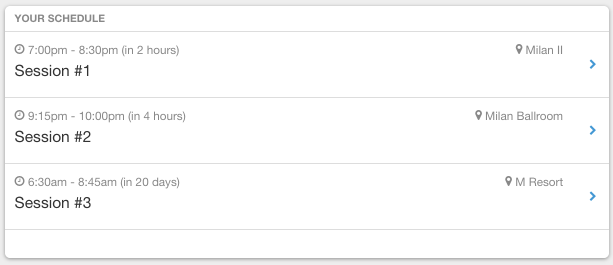 YOUR SCHEDULE
7:00pm - 8:30pm (in 2 hours) Milan II
Session #1
9:15pm - 10:00pm (in 4 hours) Milan Ballroom
Session #2
6:30am - 8:45am (in 20 days) M Resort
Session #3